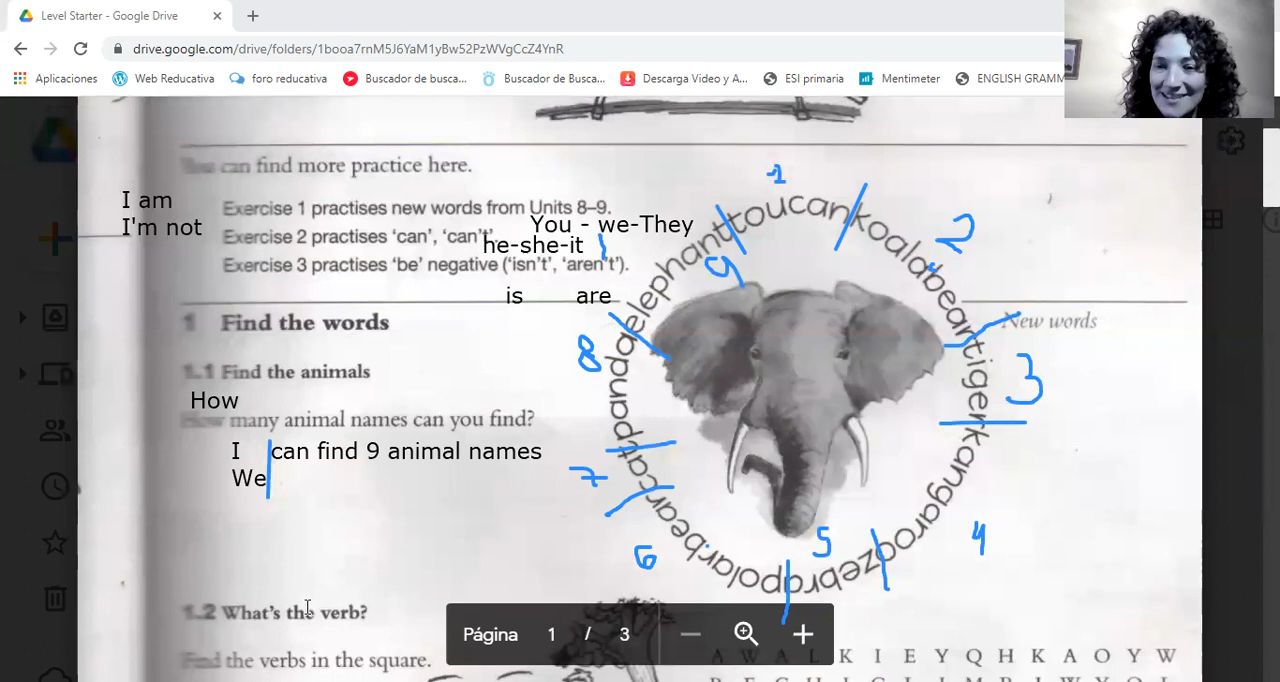 Level Starter - Google Drive
drive.google.com/drive/folders/1booa7rnM5J6YaM1yBw52PzWVgCcZ4YnR
Aplicaciones Web Reducativa foro reducativa Buscador de busca... Buscador de Busca... Descarga Video y A... ESI primaria Mentimeter ENGLISH GRAMM
You can find more practice here.
I am
I'm not
Exercise 1 practises new words from Units 8–9.
You - we-They
Exercise 2 practises 'can', 'can't'
he-she-it
Exercise 3 practises 'be' negative ('isn't', 'aren't').
is are
1 Find the words
New words
1.1 Find the animals
How
How many animal names can you find?
I can find 9 animal names
We
toucankoalabeartigerkangaroozebrapolarbearcatpandaelephant
1
2
3
4
5
6
7
8
9
1.2 What's the verb?
Find the verbs in the square.
Página 1 / 3
A W A L K I E Y Q H K A O Y W